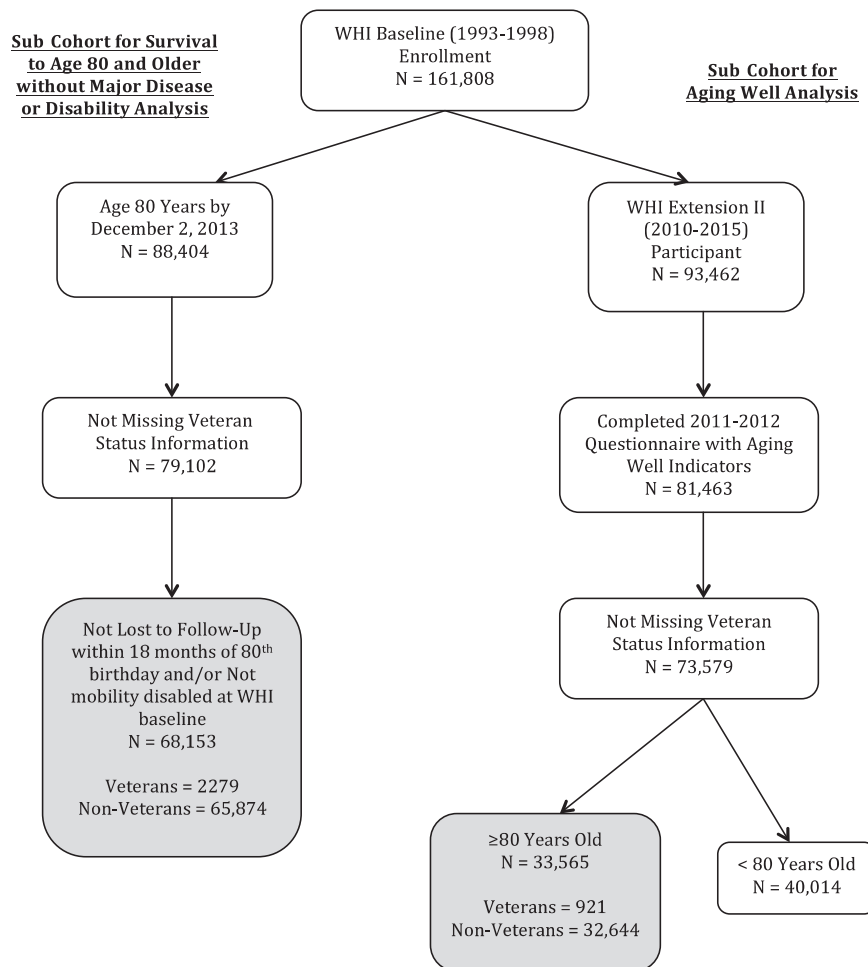 Sub Cohort for Survival
to Age 80 and Older
without Major Disease
or Disability Analysis
WHI Baseline (1993-1998)
Enrollment
N = 161,808
Sub Cohort for
Aging Well Analysis
Age 80 Years by
December 2, 2013
N = 88,404
WHI Extension II
(2010-2015)
Participant
N = 93,462
Not Missing Veteran
Status Information
N = 79,102
Completed 2011-2012
Questionnaire with Aging
Well Indicators
N = 81,463
Not Lost to Follow-Up
within 18 months of 80th
birthday and/or Not
mobility disabled at WHI
baseline
N = 68,153
Veterans = 2279
Non-Veterans = 65,874
Not Missing Veteran
Status Information
N = 73,579
≥80 Years Old
N = 33,565
Veterans = 921
Non-Veterans = 32,644
< 80 Years Old
N = 40,014